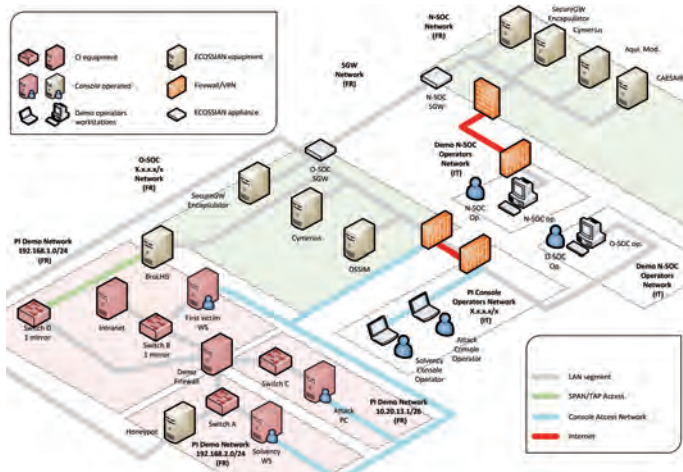 CI equipment
ECOSSIAN equipment
Console operated
Firewall/VPN
Demo operators
workstations
ECOSSIAN appliance
SGW
Network
(FR)
N-SOC
Network
(FR)
SecureGW
Encapsulator
Cymerius
Aqui. Mod.
CAESAIR
N-SOC
SGW
Demo N-SOC
Operators
Network
(IT)
N-SOC
Op.
N-SOC op.
O-SOC
Op.
O-SOC op.
Demo N-SOC
Operators
Network
(IT)
O-SOC
X.x.x.x/x
Network
(FR)
O-SOC
SGW
SecureGW
Encapsulator
Cymerius
OSSIM
PI Demo Network
192.168.1.0/24
(FR)
Bro
First victim
WS
Switch D
1 mirror
Intranet
Switch B
1 mirror
PI Console
Operators Network
X.x.x.x/x
(IT)
Attack
Console
Operator
Solvency
Console
Operator
Demo
Firewall
Switch C
Switch A
Attack
PC
PI Demo Network
10.20.13.1/26
(FR)
Honeypot
PI Demo Network
192.168.2.0/24
(FR)
Solvency
WS
LAN segment
SPAN/TAP Access
Console Access Network
Internet